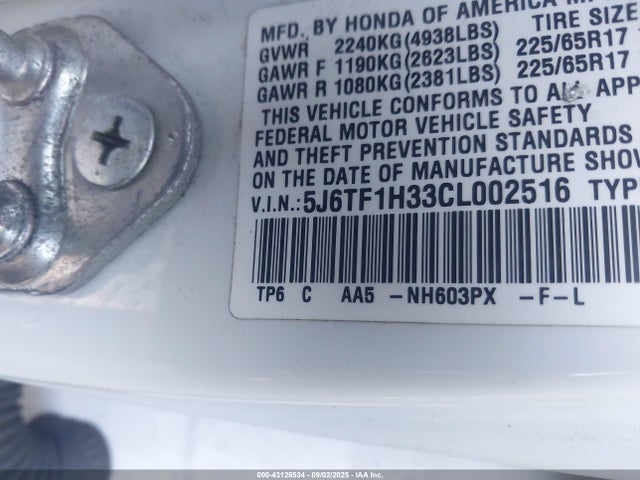 MFD. BY HONDA OF AMERICA
GVWR 2240KG(4938LBS) TIRE SIZE
GAWR F 1190KG(2623LBS) 225/65R17
GAWR R 1080KG(2381LBS) 225/65R17
THIS VEHICLE CONFORMS TO ALL APP
FEDERAL MOTOR VEHICLE SAFETY
AND THEFT PREVENTION STANDARDS
ON THE DATE OF MANUFACTURE SHOW
V.I.N.:5J6TF1H33CL002516 TYP
TP6 C AA5 -NH603PX -F-L
000-43128534 - 09/02/2025 - IAA Inc.